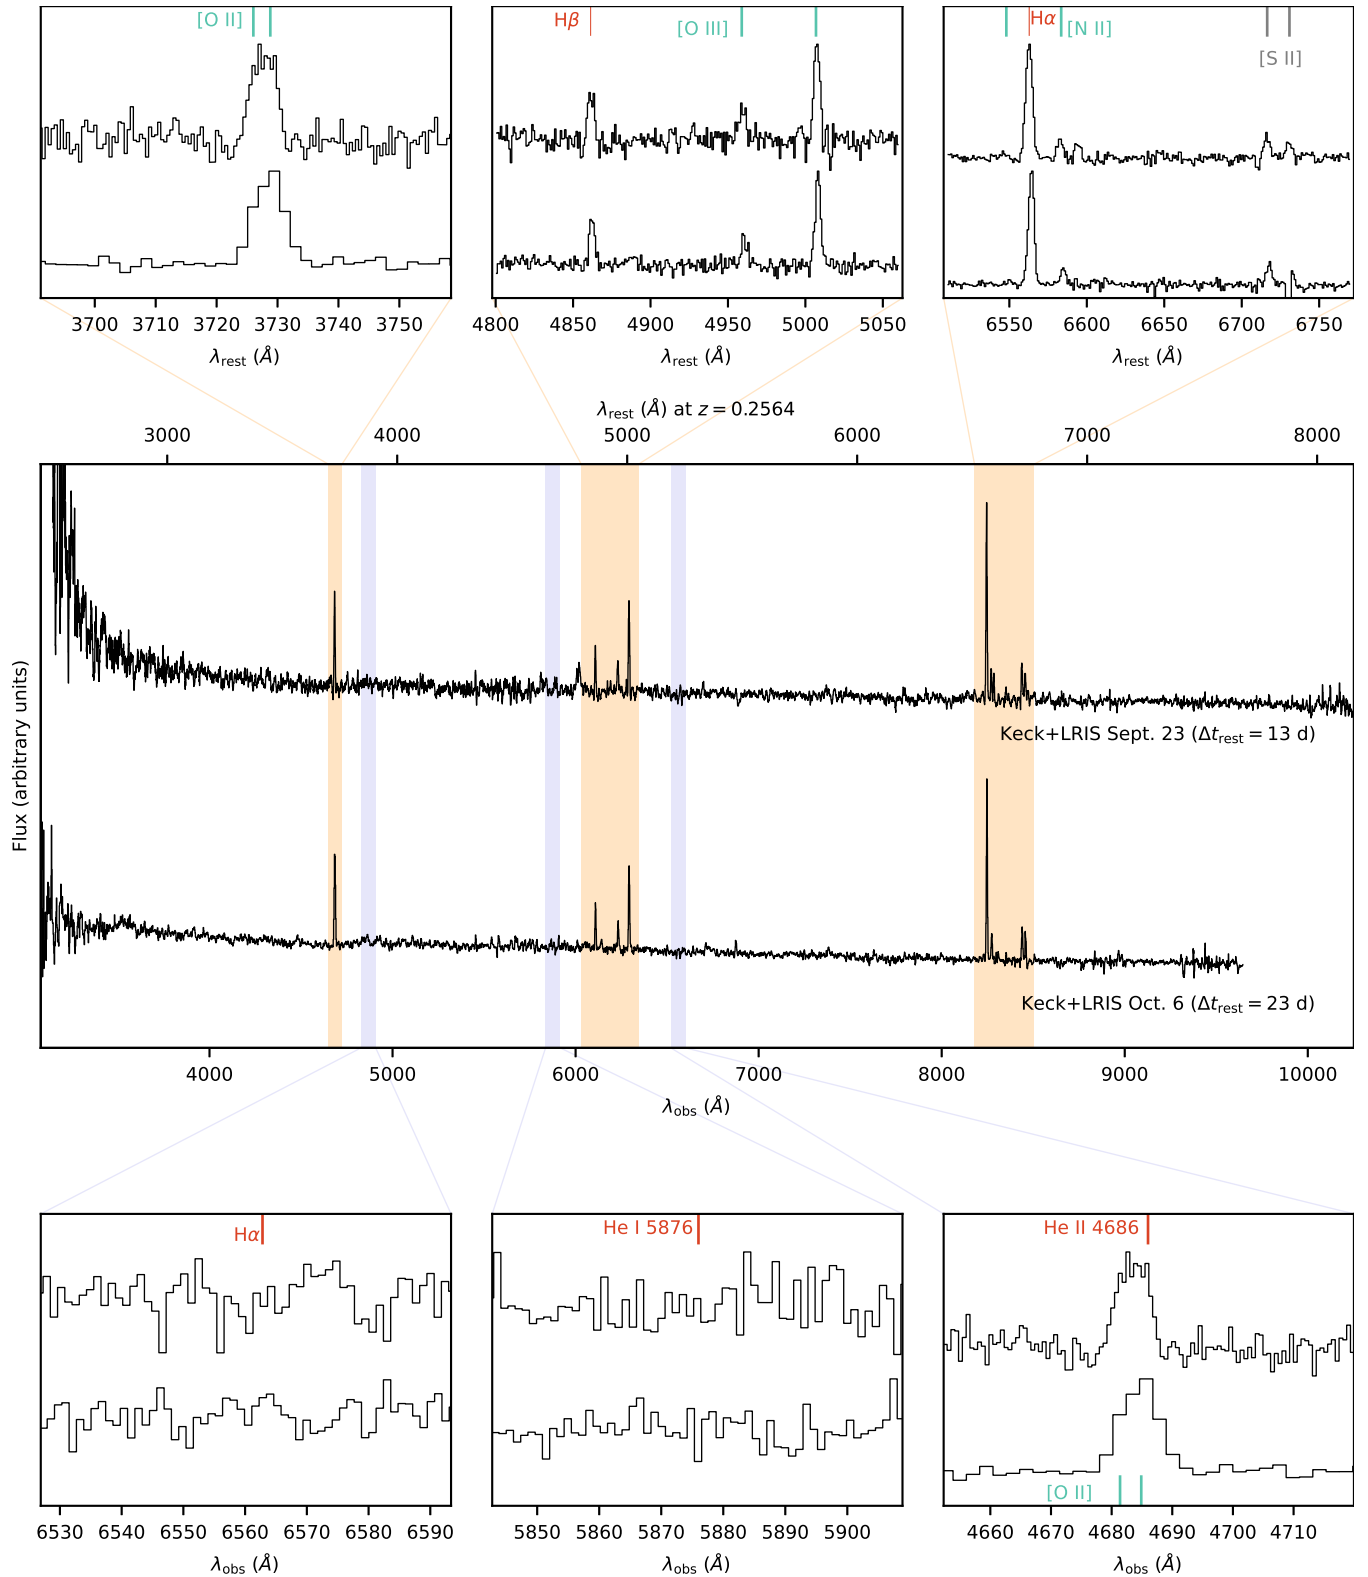 [O II]
Hβ
[O III]
Hα
[N II]
[S II]
3700 3710 3720 3730 3740 3750
4800 4850 4900 4950 5000 5050
6550 6600 6650 6700 6750
λrest (Å)
λrest (Å)
λrest (Å)
λrest (Å) at z = 0.2564
3000 4000 5000 6000 7000 8000
Flux (arbitrary units)
Keck+LRIS Sept. 23 (Δtrest = 13 d)
Keck+LRIS Oct. 6 (Δtrest = 23 d)
4000 5000 6000 7000 8000 9000 10000
λobs (Å)
Hα
He I 5876
He II 4686
[O II]
6530 6540 6550 6560 6570 6580 6590
5850 5860 5870 5880 5890 5900
4660 4670 4680 4690 4700 4710
λobs (Å)
λobs (Å)
λobs (Å)